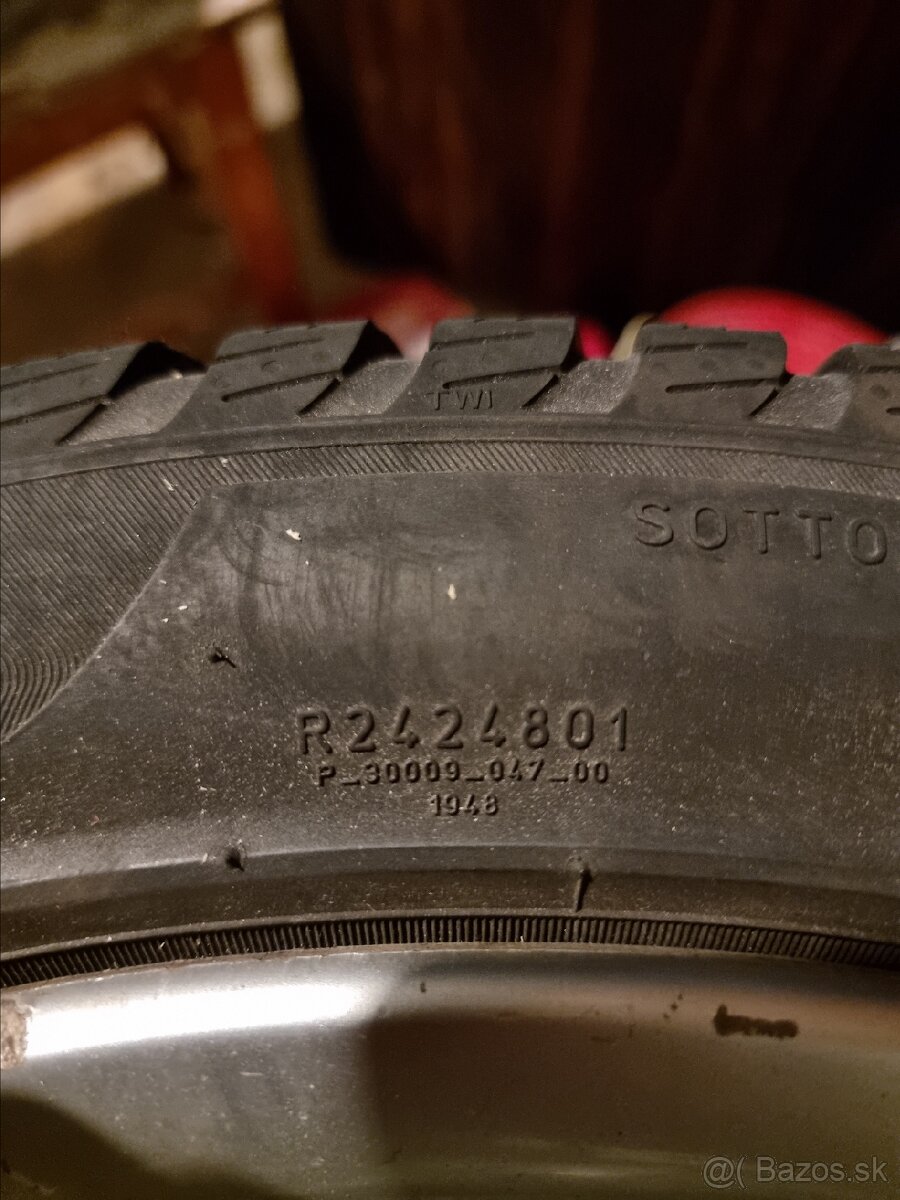 TWI
SOTTO
R2424801
P_30009_047_00
1948
@( Bazos.sk